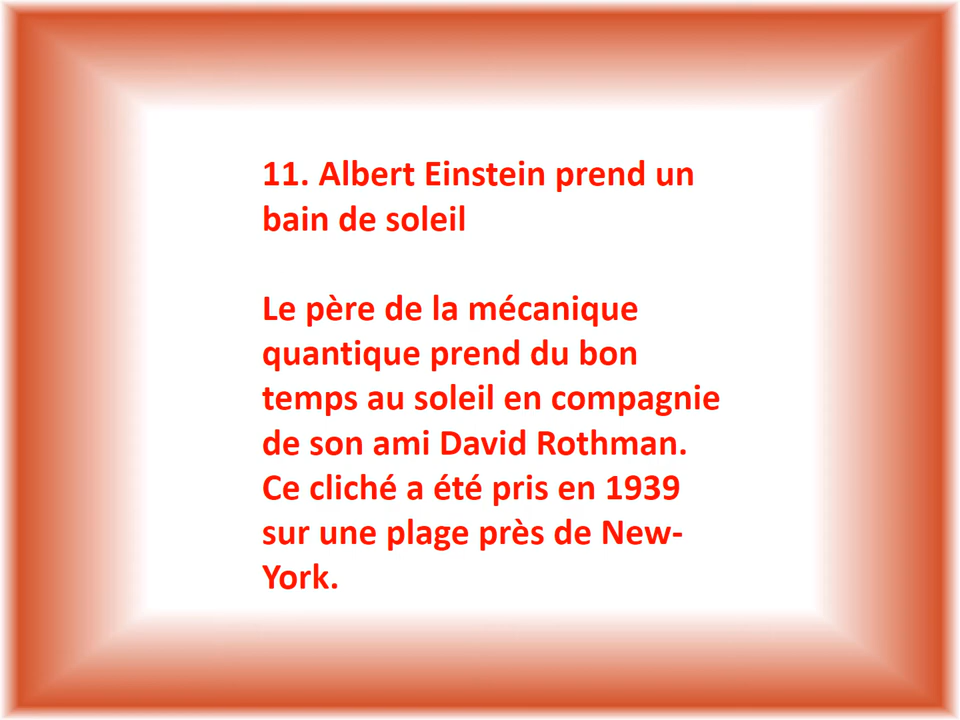 11. Albert Einstein prend un
bain de soleil
Le père de la mécanique
quantique prend du bon
temps au soleil en compagnie
de son ami David Rothman.
Ce cliché a été pris en 1939
sur une plage près de New-
York.